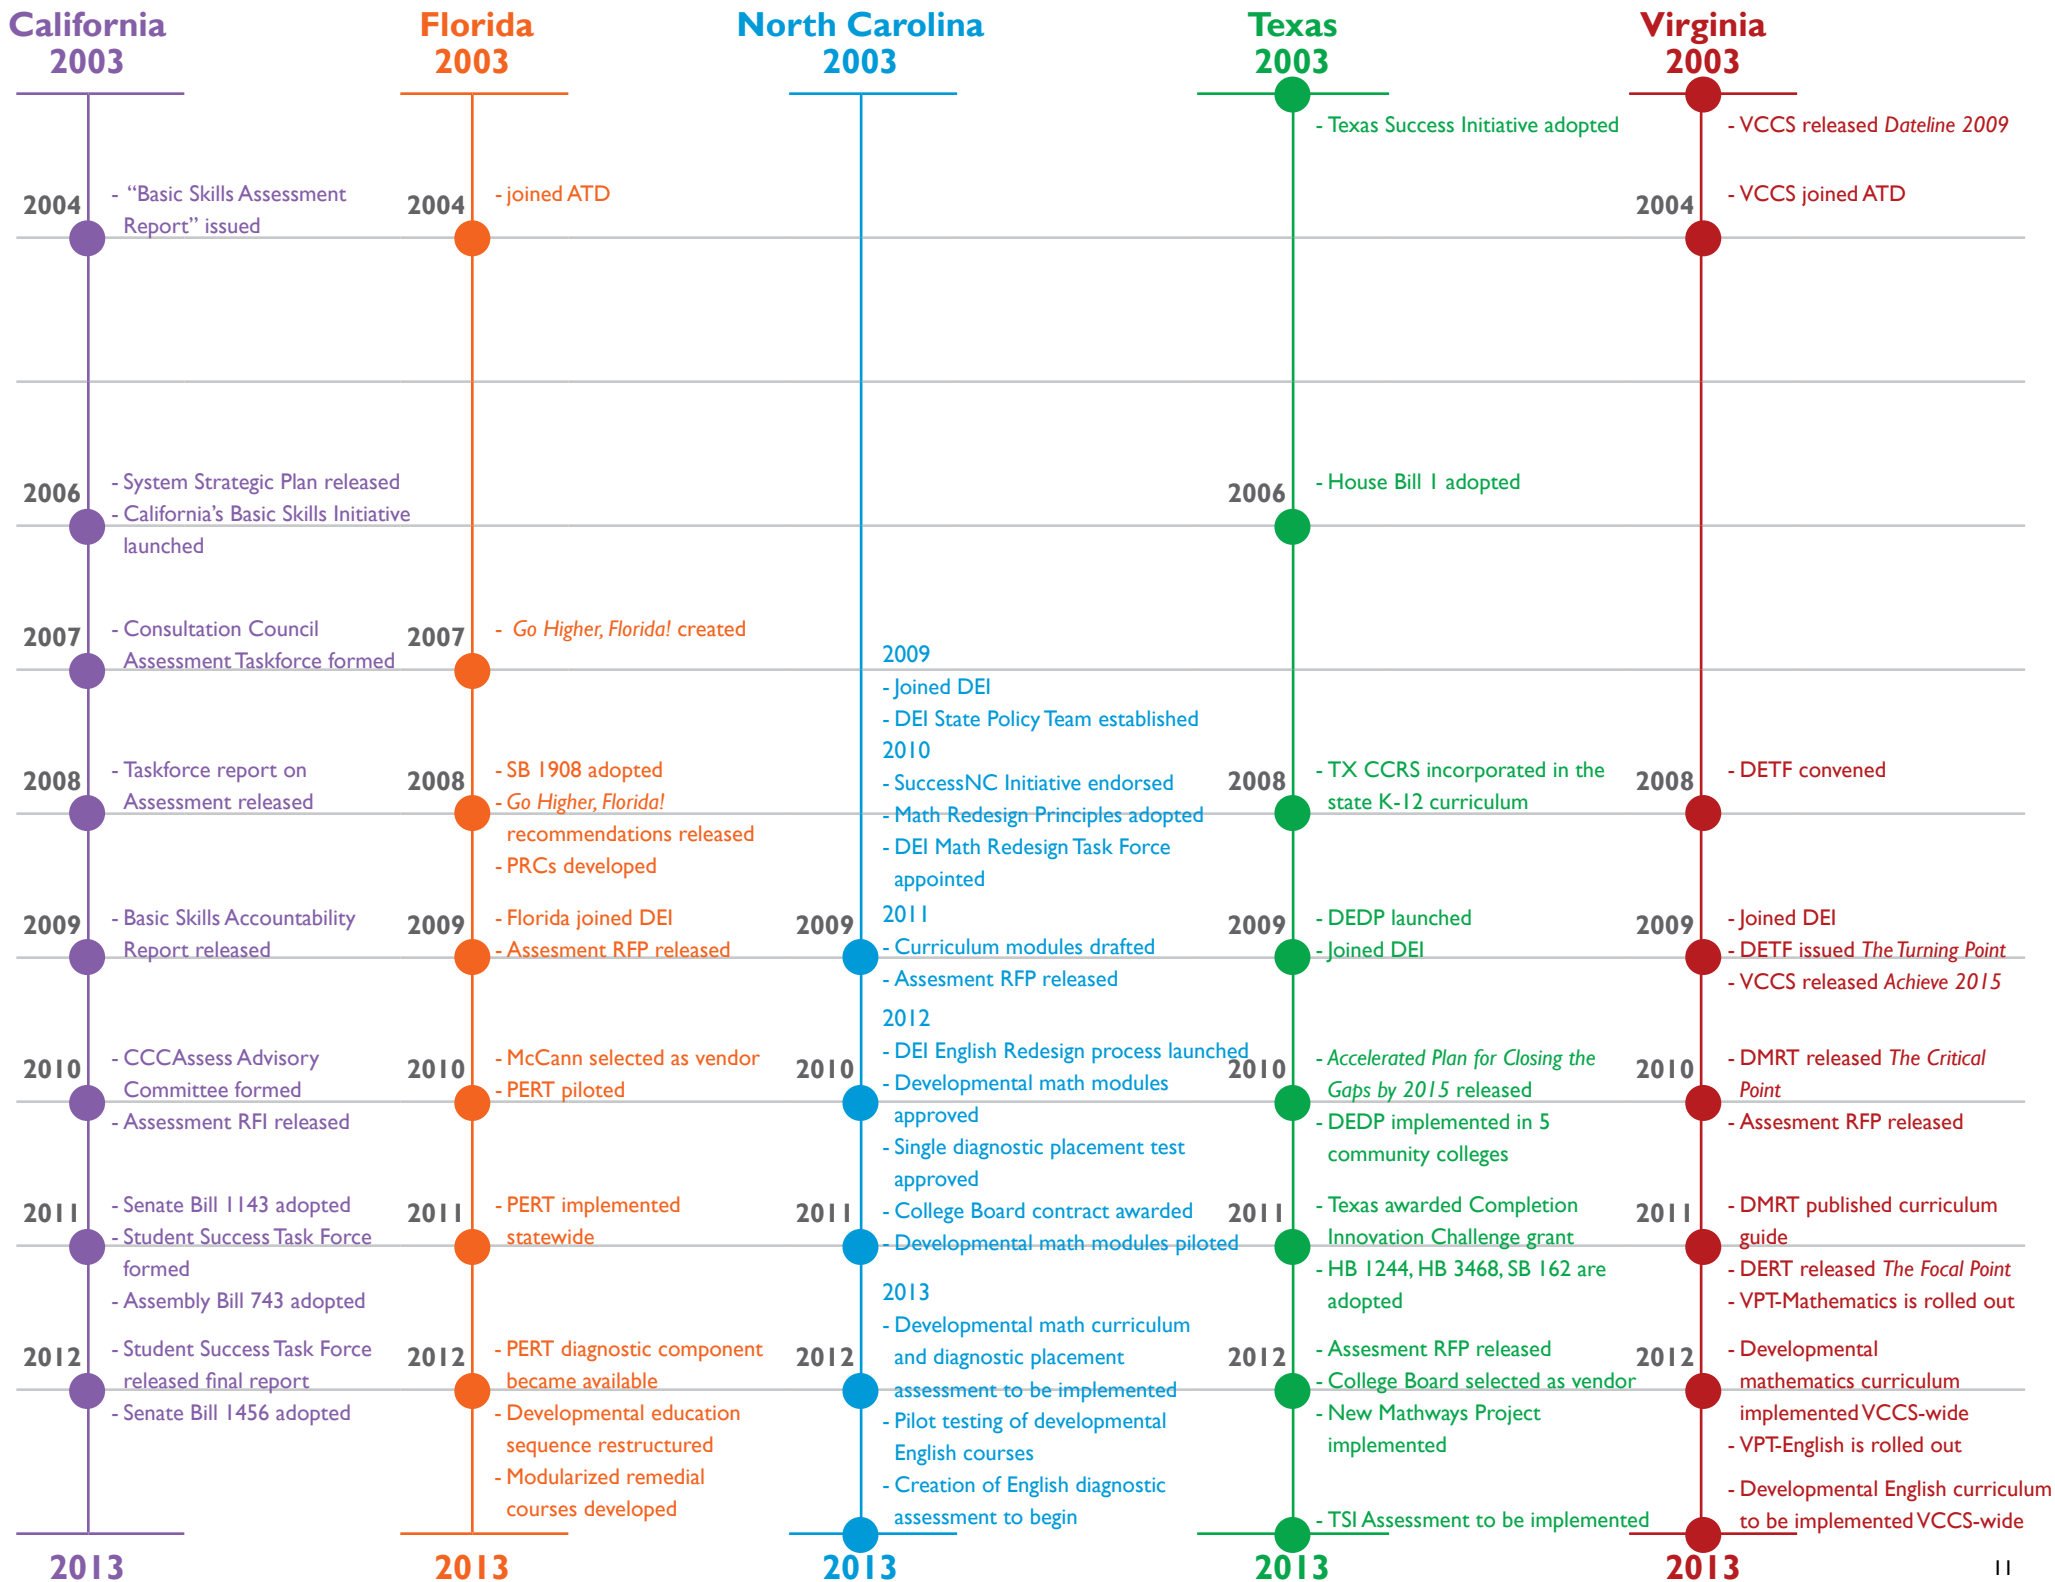 California
2003
2004
- “Basic Skills Assessment
Report” issued
2006
- System Strategic Plan released
- California’s Basic Skills Initiative
launched
2007
- Consultation Council
Assessment Taskforce formed
2008
- Taskforce report on
Assessment released
2009
- Basic Skills Accountability
Report released
2010
- CCCAssess Advisory
Committee formed
- Assessment RFI released
2011
- Senate Bill 1143 adopted
- Student Success Task Force
formed
- Assembly Bill 743 adopted
2012
- Student Success Task Force
released final report
- Senate Bill 1456 adopted
2013
Florida
2003
2004
- joined ATD
2007
- Go Higher, Florida! created
2008
- SB 1908 adopted
- Go Higher, Florida!
recommendations released
- PRCs developed
2009
- Florida joined DEI
- Assesment RFP released
2010
- McCann selected as vendor
- PERT piloted
2011
- PERT implemented
statewide
2012
- PERT diagnostic component
became available
- Developmental education
sequence restructured
- Modularized remedial
courses developed
2013
North Carolina
2003
2009
- Joined DEI
- DEI State Policy Team established
2010
- SuccessNC Initiative endorsed
- Math Redesign Principles adopted
- DEI Math Redesign Task Force
appointed
2009
2011
- Curriculum modules drafted
- Assesment RFP released
2012
2010
- DEI English Redesign process launched
- Developmental math modules
approved
- Single diagnostic placement test
approved
2011
- College Board contract awarded
- Developmental math modules piloted
2013
- Developmental math curriculum
2012
and diagnostic placement
assessment to be implemented
- Pilot testing of developmental
English courses
- Creation of English diagnostic
assessment to begin
2013
Texas
2003
- Texas Success Initiative adopted
2006
- House Bill 1 adopted
2008
- TX CCRS incorporated in the
state K-12 curriculum
2009
- DEDP launched
- Joined DEI
2010
- Accelerated Plan for Closing the
Gaps by 2015 released
- DEDP implemented in 5
community colleges
2011
- Texas awarded Completion
Innovation Challenge grant
- HB 1244, HB 3468, SB 162 are
adopted
2012
- Assesment RFP released
- College Board selected as vendor
- New Mathways Project
implemented
- TSI Assessment to be implemented
2013
Virginia
2003
- VCCS released Dateline 2009
2004
- VCCS joined ATD
2008
- DETF convened
2009
- Joined DEI
- DETF issued The Turning Point
- VCCS released Achieve 2015
2010
- DMRT released The Critical
Point
- Assesment RFP released
2011
- DMRT published curriculum
guide
- DERT released The Focal Point
- VPT-Mathematics is rolled out
2012
- Developmental
mathematics curriculum
implemented VCCS-wide
- VPT-English is rolled out
- Developmental English curriculum
to be implemented VCCS-wide
2013
11